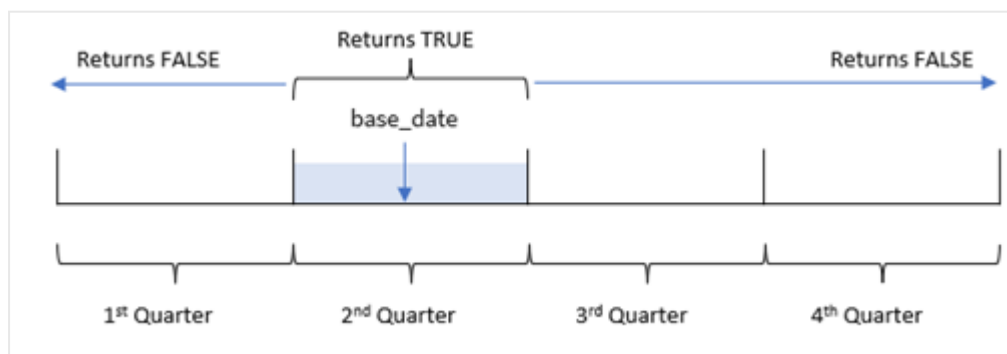 Returns TRUE
Returns FALSE
Returns FALSE
base_date
1st Quarter
2nd Quarter
3rd Quarter
4th Quarter